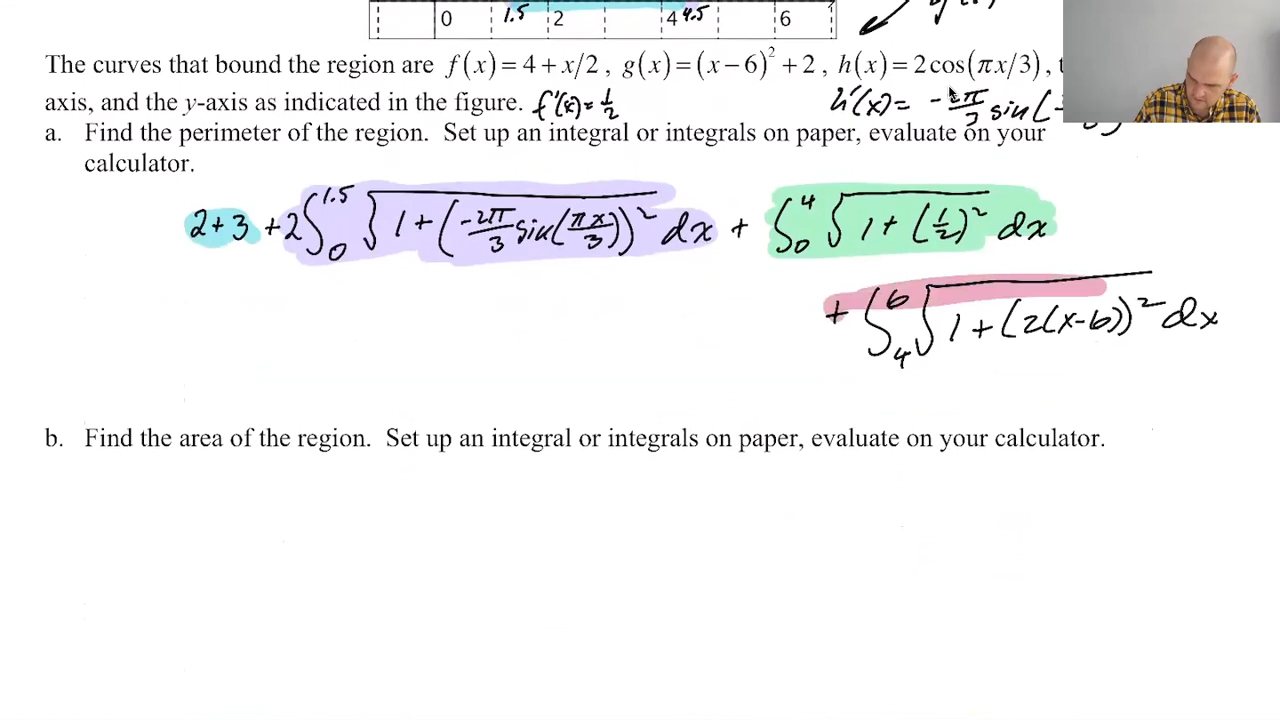 0 1.5 2 4 4.5 6
The curves that bound the region are f(x) = 4 + x/2 , g(x) = (x − 6)² + 2 , h(x) = 2cos(πx/3) ,
axis, and the y-axis as indicated in the figure. f'(x) = 1/2 h'(x) = -2π/3 sin(
a. Find the perimeter of the region. Set up an integral or integrals on paper, evaluate on your
calculator.
2+3 + 2∫₀^1.5 √(1 + (-2π/3 sin(πx/3))²) dx + ∫₀^4 √(1 + (1/2)²) dx
+ ∫₄^6 √(1 + (2(x-6))²) dx
b. Find the area of the region. Set up an integral or integrals on paper, evaluate on your calculator.